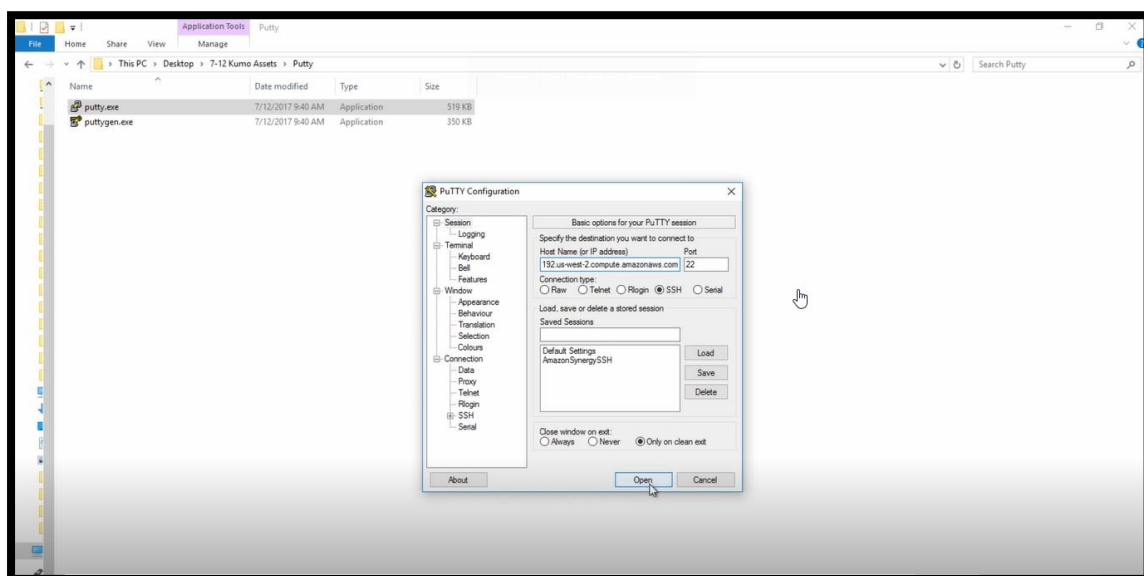 Application Tools Putty
File Home Share View Manage
This PC > Desktop > 7-12 Kumo Assets > Putty
Search Putty
Name Date modified Type Size
putty.exe 7/12/2017 9:40 AM Application 519 KB
puttygen.exe 7/12/2017 9:40 AM Application 350 KB
PuTTY Configuration
Category:
Session
Logging
Terminal
Keyboard
Bell
Features
Window
Appearance
Behaviour
Translation
Selection
Colours
Connection
Data
Proxy
Telnet
Rlogin
SSH
Serial
Basic options for your PuTTY session
Specify the destination you want to connect to
Host Name (or IP address) Port
192.us-west-2.compute.amazonaws.com 22
Connection type:
Raw Telnet Rlogin SSH Serial
Load, save or delete a stored session
Saved Sessions
Default Settings
AmazonSynergySSH
Load
Save
Delete
Close window on exit:
Always Never Only on clean exit
About Open Cancel